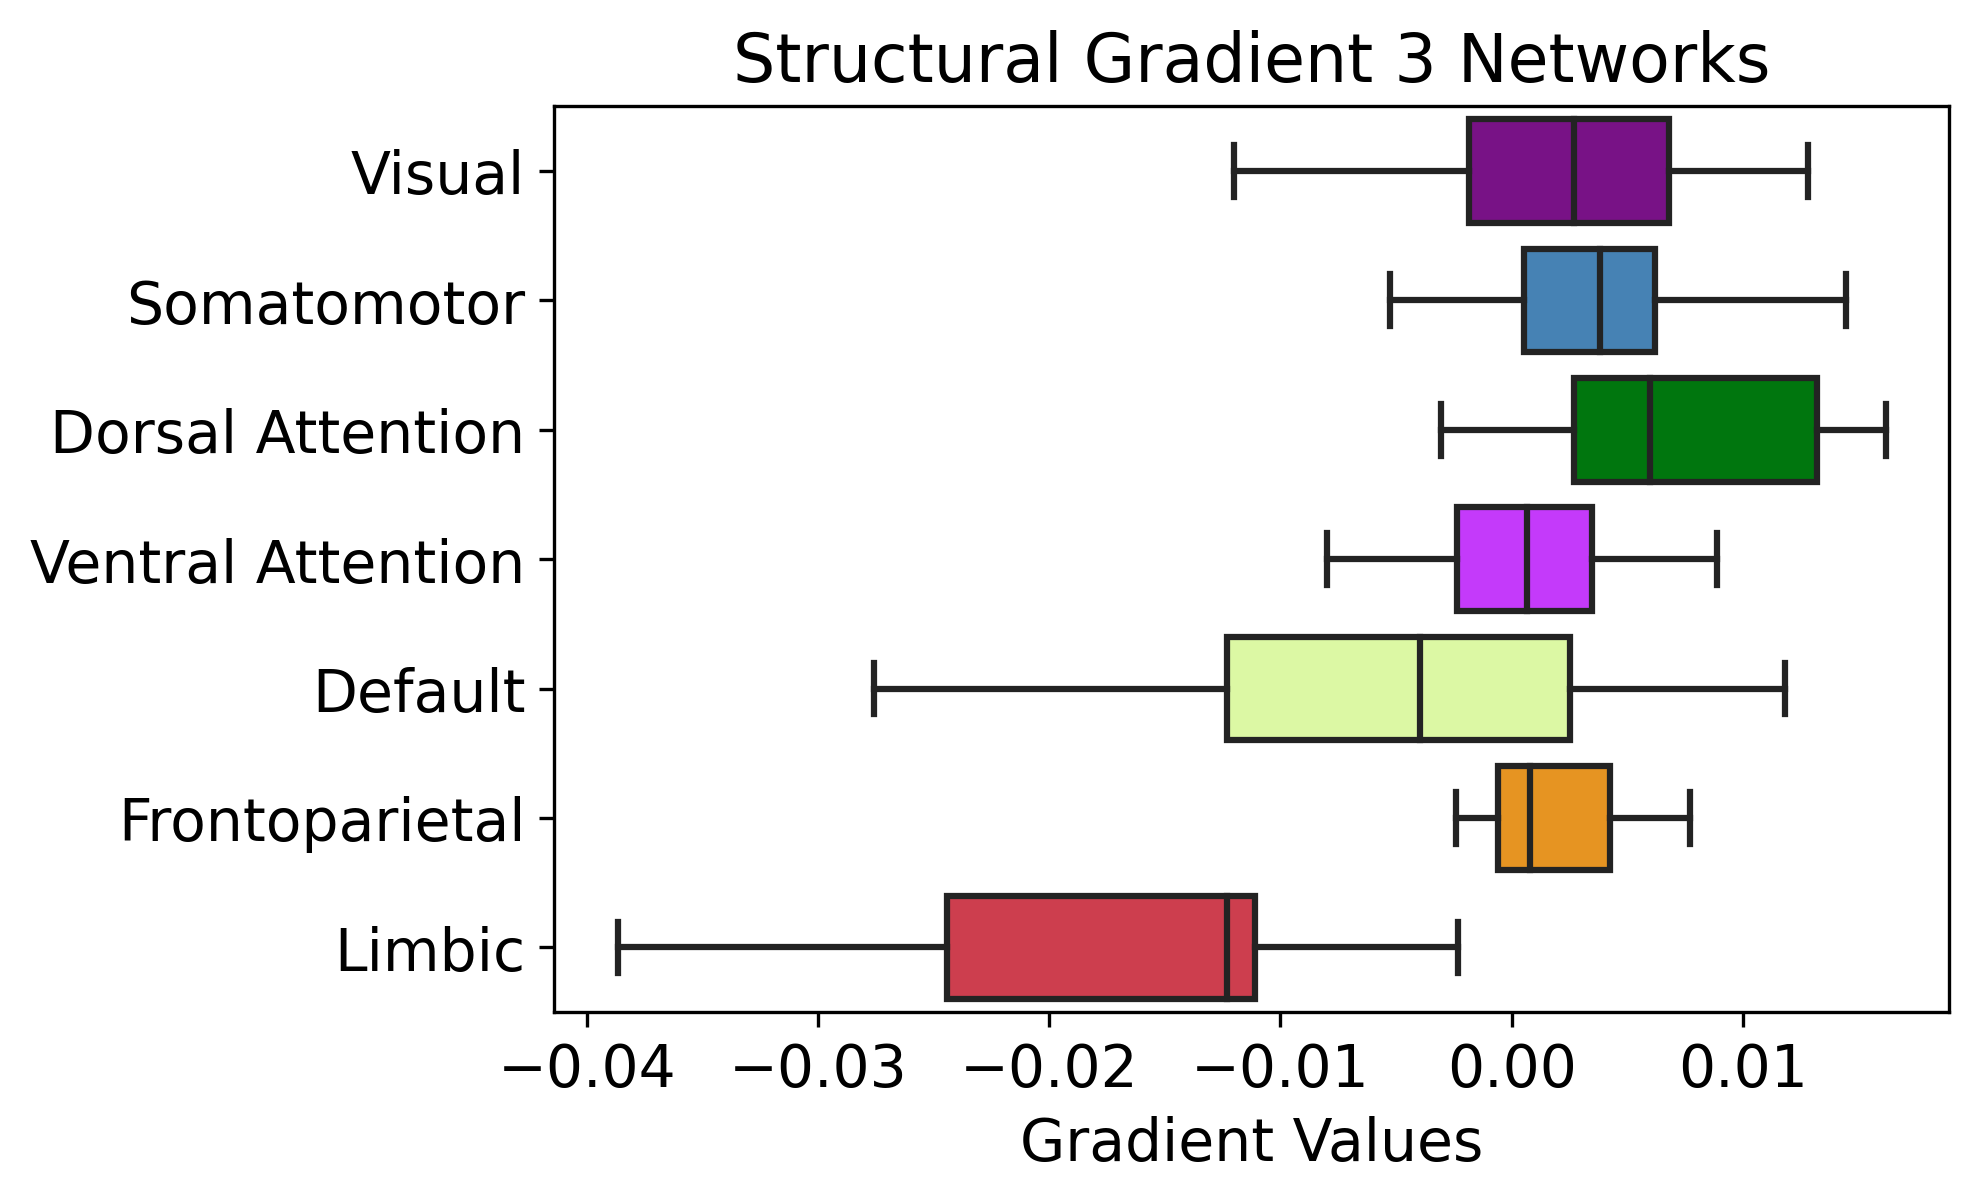 Structural Gradient 3 Networks
Visual
Somatomotor
Dorsal Attention
Ventral Attention
Default
Frontoparietal
Limbic
−0.04 −0.03 −0.02 −0.01 0.00 0.01
Gradient Values